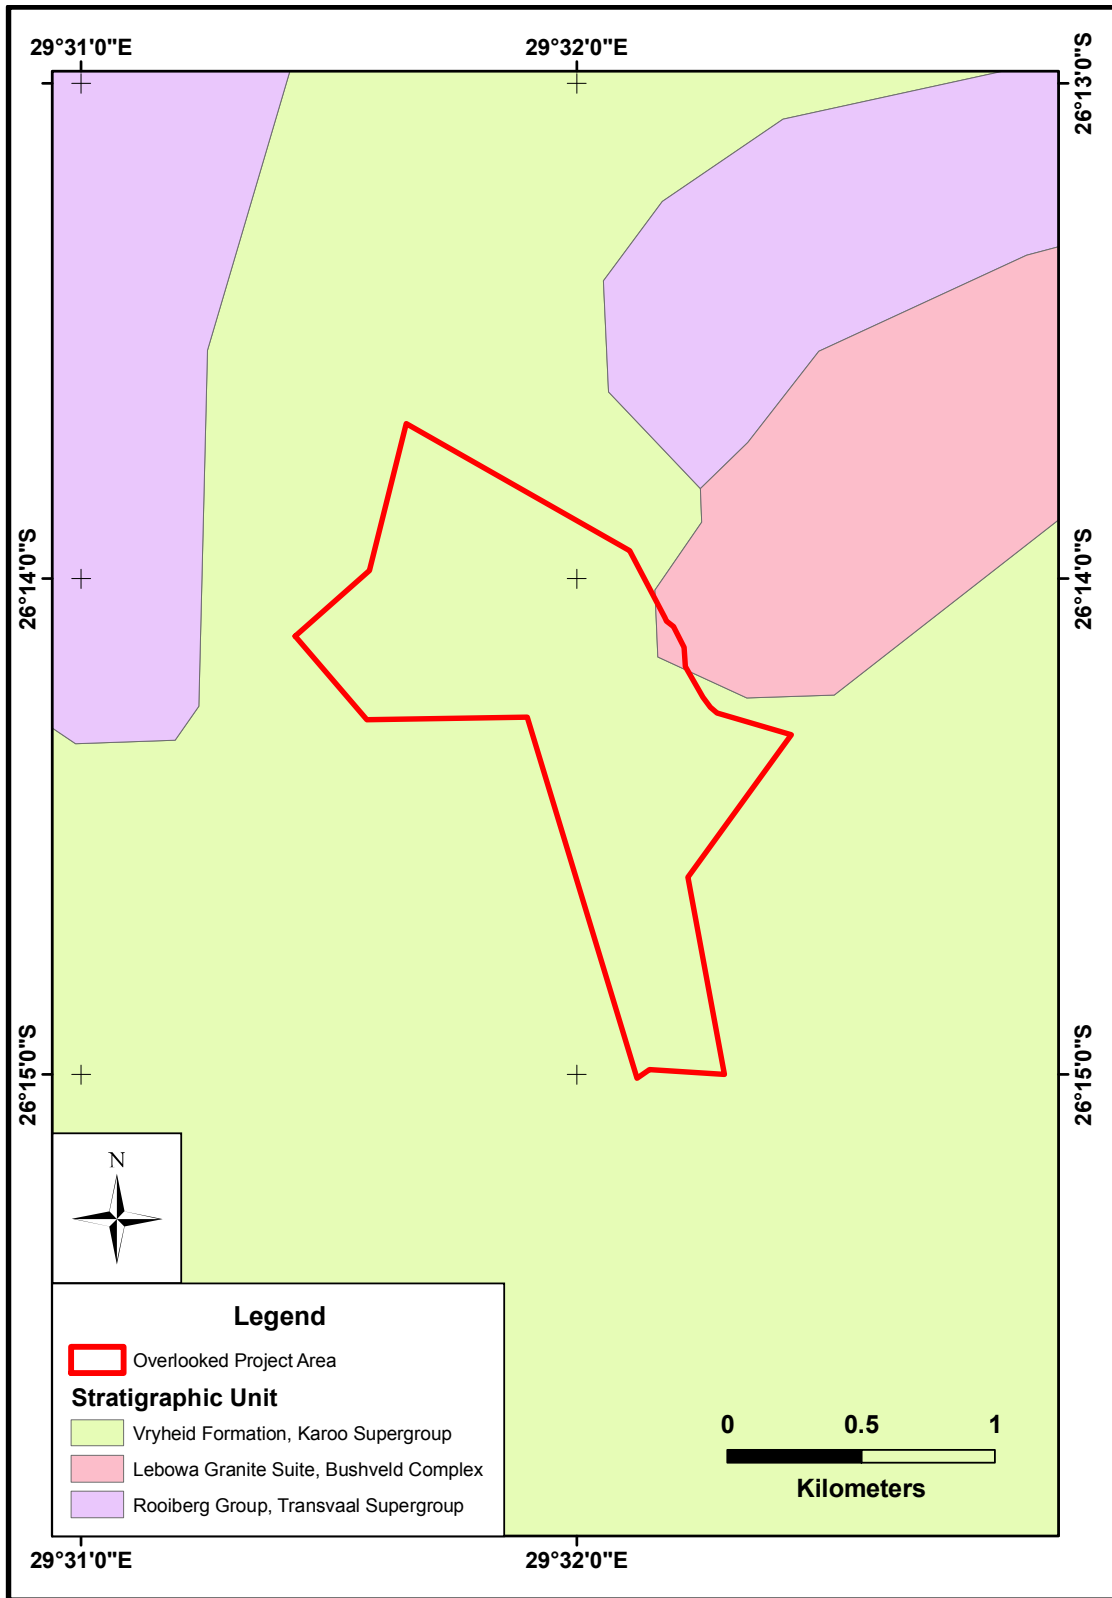 29°31'0"E 29°32'0"E
26°13'0"S
26°14'0"S 26°14'0"S
26°15'0"S 26°15'0"S
N
Legend
Overlooked Project Area
Stratigraphic Unit
Vryheid Formation, Karoo Supergroup
Lebowa Granite Suite, Bushveld Complex
Rooiberg Group, Transvaal Supergroup
0 0.5 1
Kilometers
29°31'0"E 29°32'0"E